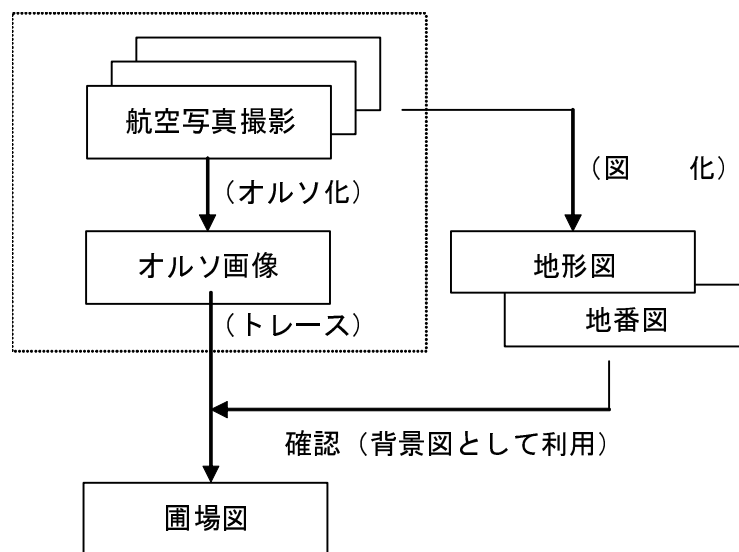 航空写真撮影
（図　　化）
（オルソ化）
オルソ画像
地形図
地番図
（トレース）
確認（背景図として利用）
圃場図